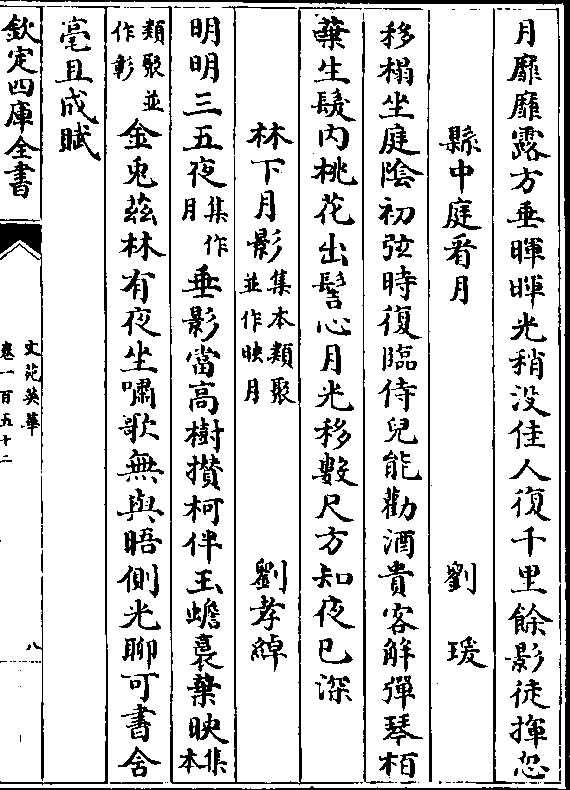 月靡靡露方垂暉暉光稍没佳人復千里餘影徒揮忽
縣中庭看月 劉瑗
移榻坐庭陰初弦時復臨侍兒能勸酒貴客解彈琴柏
葉生鬟内桃花出髻心月光移數尺方知夜已深
林下月影集本類聚並作映月 劉孝綽
明明三五夜集作月垂影當高樹攅柯伴玉蟾裛葉映集本
類聚並作彰金兎茲林有夜坐嘯歌無與晤側光聊可書含
毫且成賦
欽定四庫全書
文苑英華
卷一百五十二
八